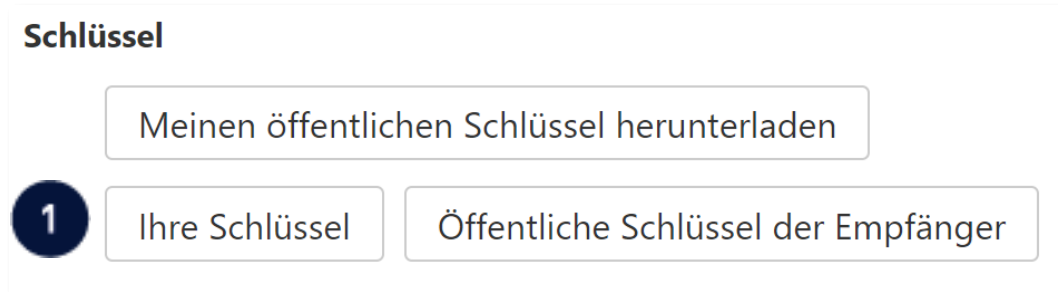 Schlüssel
Meinen öffentlichen Schlüssel herunterladen
1 Ihre Schlüssel Öffentliche Schlüssel der Empfänger